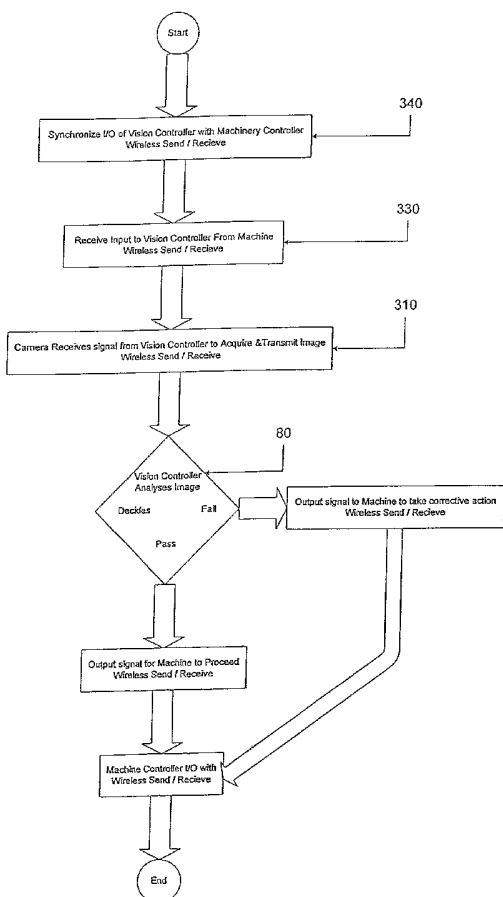 Start
Synchronize I/O of Vision Controller with Machinery Controller
Wireless Send / Recieve
340
Receive Input to Vision Controller From Machine
Wireless Send / Recieve
330
Camera Receives signal from Vision Controller to Acquire &Transmit Image
Wireless Send / Receive
310
80
Vision Controller
Analyses Image
Decides Fail
Pass
Output signal to Machine to take corrective action
Wireless Send / Recieve
Output signal for Machine to Proceed
Wireless Send / Receive
Machine Controller I/O with
Wireless Send / Recieve
End